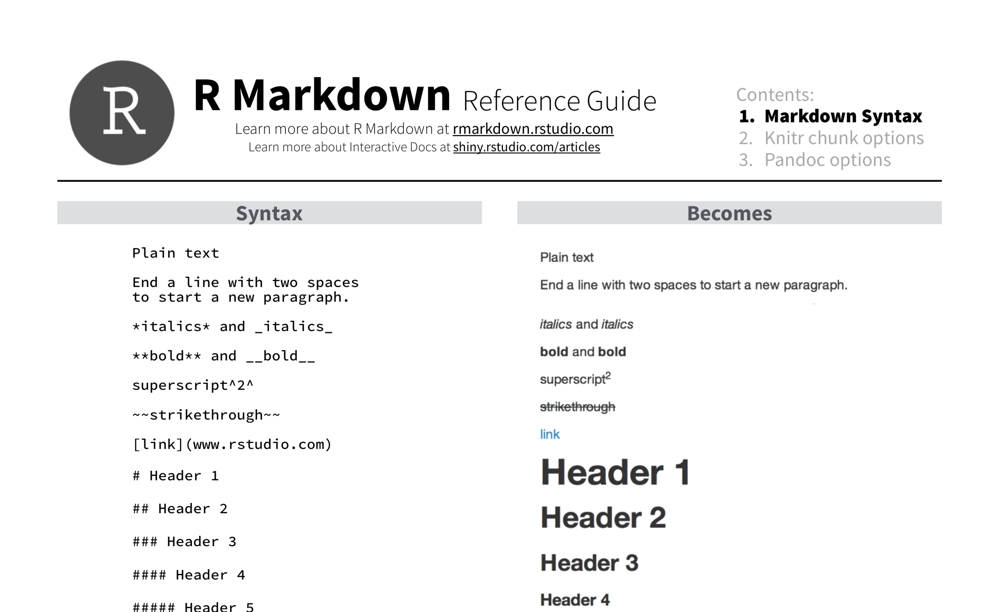 R
R Markdown Reference Guide
Learn more about R Markdown at rmarkdown.rstudio.com
Learn more about Interactive Docs at shiny.rstudio.com/articles
Contents:
1. Markdown Syntax
2. Knitr chunk options
3. Pandoc options
Syntax
Plain text
End a line with two spaces
to start a new paragraph.
*italics* and _italics_
**bold** and __bold__
superscript^2^
~~strikethrough~~
[link](www.rstudio.com)
# Header 1
## Header 2
### Header 3
#### Header 4
##### Header 5
Becomes
Plain text
End a line with two spaces to start a new paragraph.
italics and italics
bold and bold
superscript2
strikethrough
link
Header 1
Header 2
Header 3
Header 4